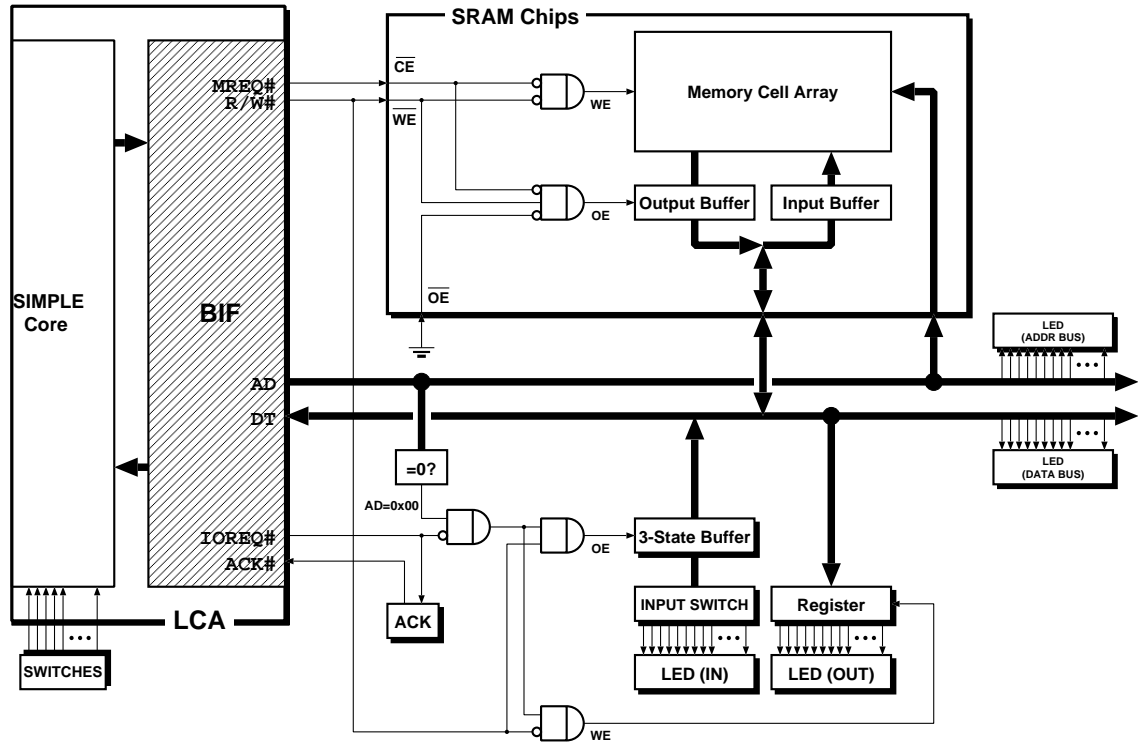 SRAM Chips
CE
MREQ#
R/W#
WE
WE
Memory Cell Array
Output Buffer
Input Buffer
OE
OE
SIMPLE
Core
BIF
LED
(ADDR BUS)
AD
DT
=0?
LED
(DATA BUS)
AD=0x00
IOREQ#
3-State Buffer
OE
ACK#
INPUT SWITCH
Register
LCA
ACK
SWITCHES
LED (IN)
LED (OUT)
WE